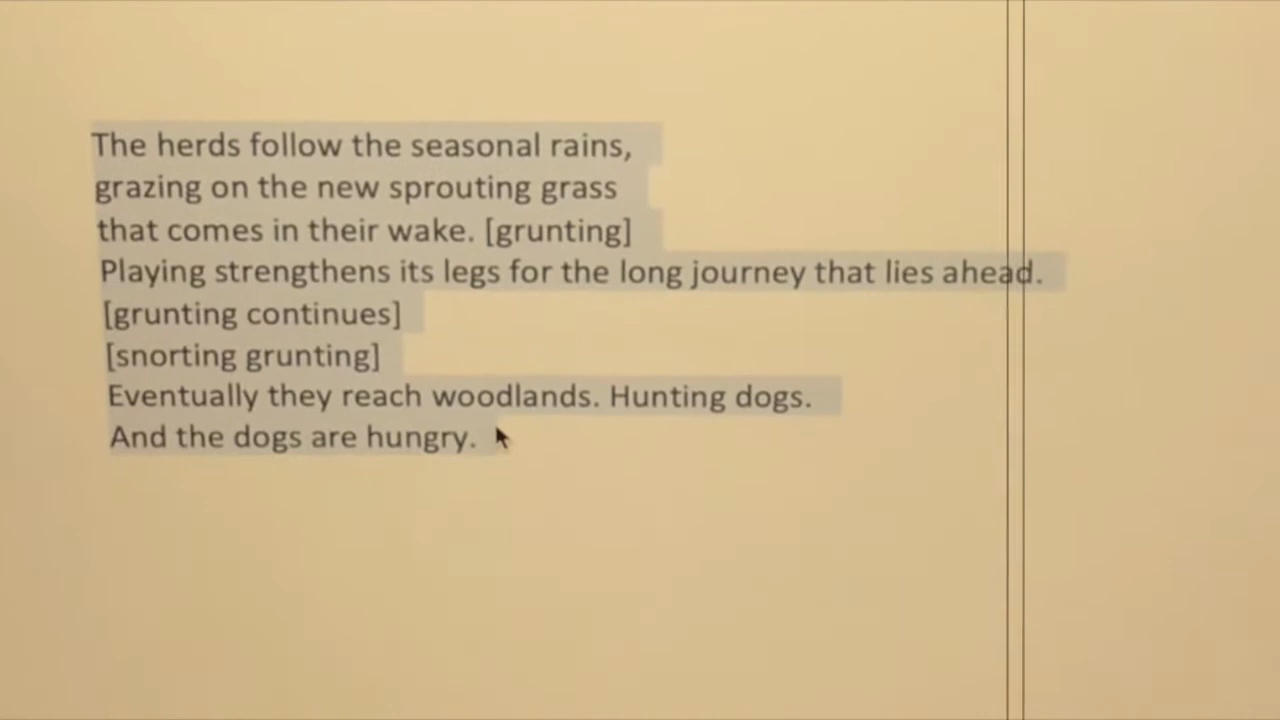 The herds follow the seasonal rains,
grazing on the new sprouting grass
that comes in their wake. [grunting]
Playing strengthens its legs for the long journey that lies ahead.
[grunting continues]
[snorting grunting]
Eventually they reach woodlands. Hunting dogs.
And the dogs are hungry.